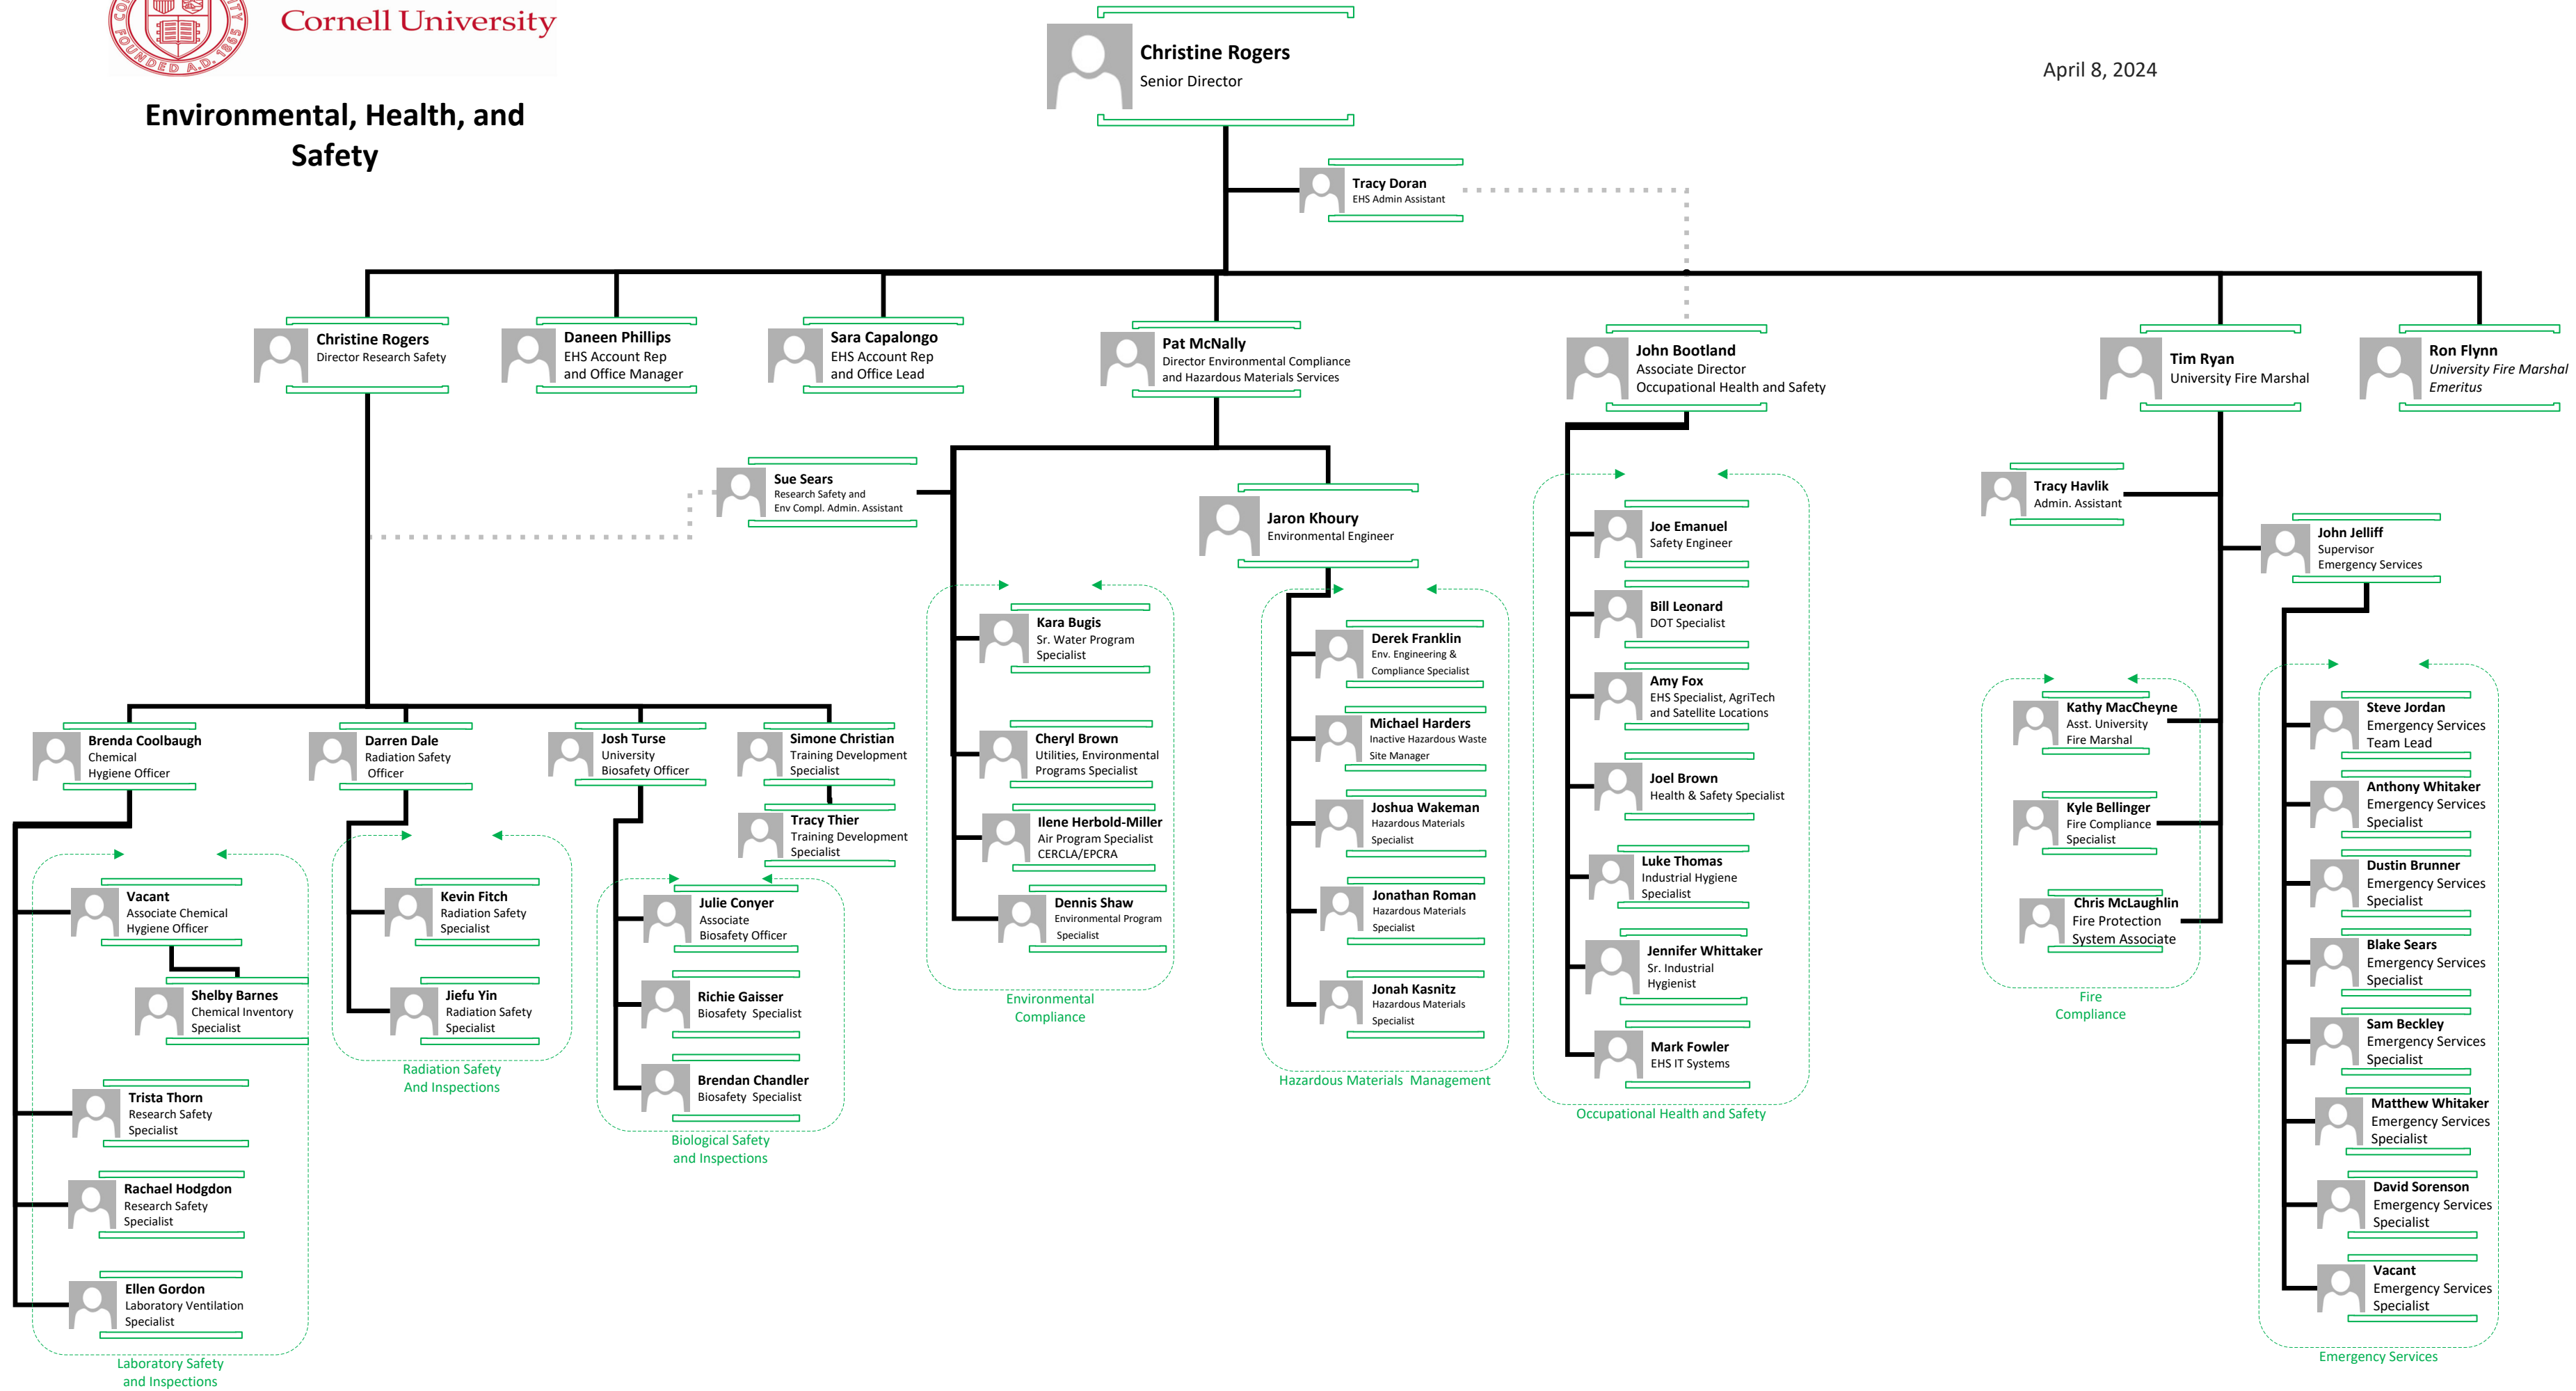 Cornell University
FOUNDED A.D. 1865
Environmental, Health, and
Safety
April 8, 2024
Christine Rogers
Senior Director
Tracy Doran
EHS Admin Assistant
Christine Rogers
Director Research Safety
Daneen Phillips
EHS Account Rep
and Office Manager
Sara Capalongo
EHS Account Rep
and Office Lead
Pat McNally
Director Environmental Compliance
and Hazardous Materials Services
John Bootland
Associate Director
Occupational Health and Safety
Tim Ryan
University Fire Marshal
Ron Flynn
University Fire Marshal
Emeritus
Sue Sears
Research Safety and
Env Compl. Admin. Assistant
Jaron Khoury
Environmental Engineer
Tracy Havlik
Admin. Assistant
John Jelliff
Supervisor
Emergency Services
Brenda Coolbaugh
Chemical
Hygiene Officer
Darren Dale
Radiation Safety
Officer
Josh Turse
University
Biosafety Officer
Simone Christian
Training Development
Specialist
Tracy Thier
Training Development
Specialist
Vacant
Associate Chemical
Hygiene Officer
Shelby Barnes
Chemical Inventory
Specialist
Trista Thorn
Research Safety
Specialist
Rachael Hodgdon
Research Safety
Specialist
Ellen Gordon
Laboratory Ventilation
Specialist
Laboratory Safety
and Inspections
Kevin Fitch
Radiation Safety
Specialist
Jiefu Yin
Radiation Safety
Specialist
Radiation Safety
And Inspections
Julie Conyer
Associate
Biosafety Officer
Richie Gaisser
Biosafety Specialist
Brendan Chandler
Biosafety Specialist
Biological Safety
and Inspections
Kara Bugis
Sr. Water Program
Specialist
Cheryl Brown
Utilities, Environmental
Programs Specialist
Ilene Herbold-Miller
Air Program Specialist
CERCLA/EPCRA
Dennis Shaw
Environmental Program
Specialist
Environmental
Compliance
Derek Franklin
Env. Engineering &
Compliance Specialist
Michael Harders
Inactive Hazardous Waste
Site Manager
Joshua Wakeman
Hazardous Materials
Specialist
Jonathan Roman
Hazardous Materials
Specialist
Jonah Kasnitz
Hazardous Materials
Specialist
Hazardous Materials Management
Joe Emanuel
Safety Engineer
Bill Leonard
DOT Specialist
Amy Fox
EHS Specialist, AgriTech
and Satellite Locations
Joel Brown
Health & Safety Specialist
Luke Thomas
Industrial Hygiene
Specialist
Jennifer Whittaker
Sr. Industrial
Hygienist
Mark Fowler
EHS IT Systems
Occupational Health and Safety
Kathy MacCheyne
Asst. University
Fire Marshal
Kyle Bellinger
Fire Compliance
Specialist
Chris McLaughlin
Fire Protection
System Associate
Fire
Compliance
Steve Jordan
Emergency Services
Team Lead
Anthony Whitaker
Emergency Services
Specialist
Dustin Brunner
Emergency Services
Specialist
Blake Sears
Emergency Services
Specialist
Sam Beckley
Emergency Services
Specialist
Matthew Whitaker
Emergency Services
Specialist
David Sorenson
Emergency Services
Specialist
Vacant
Emergency Services
Specialist
Emergency Services